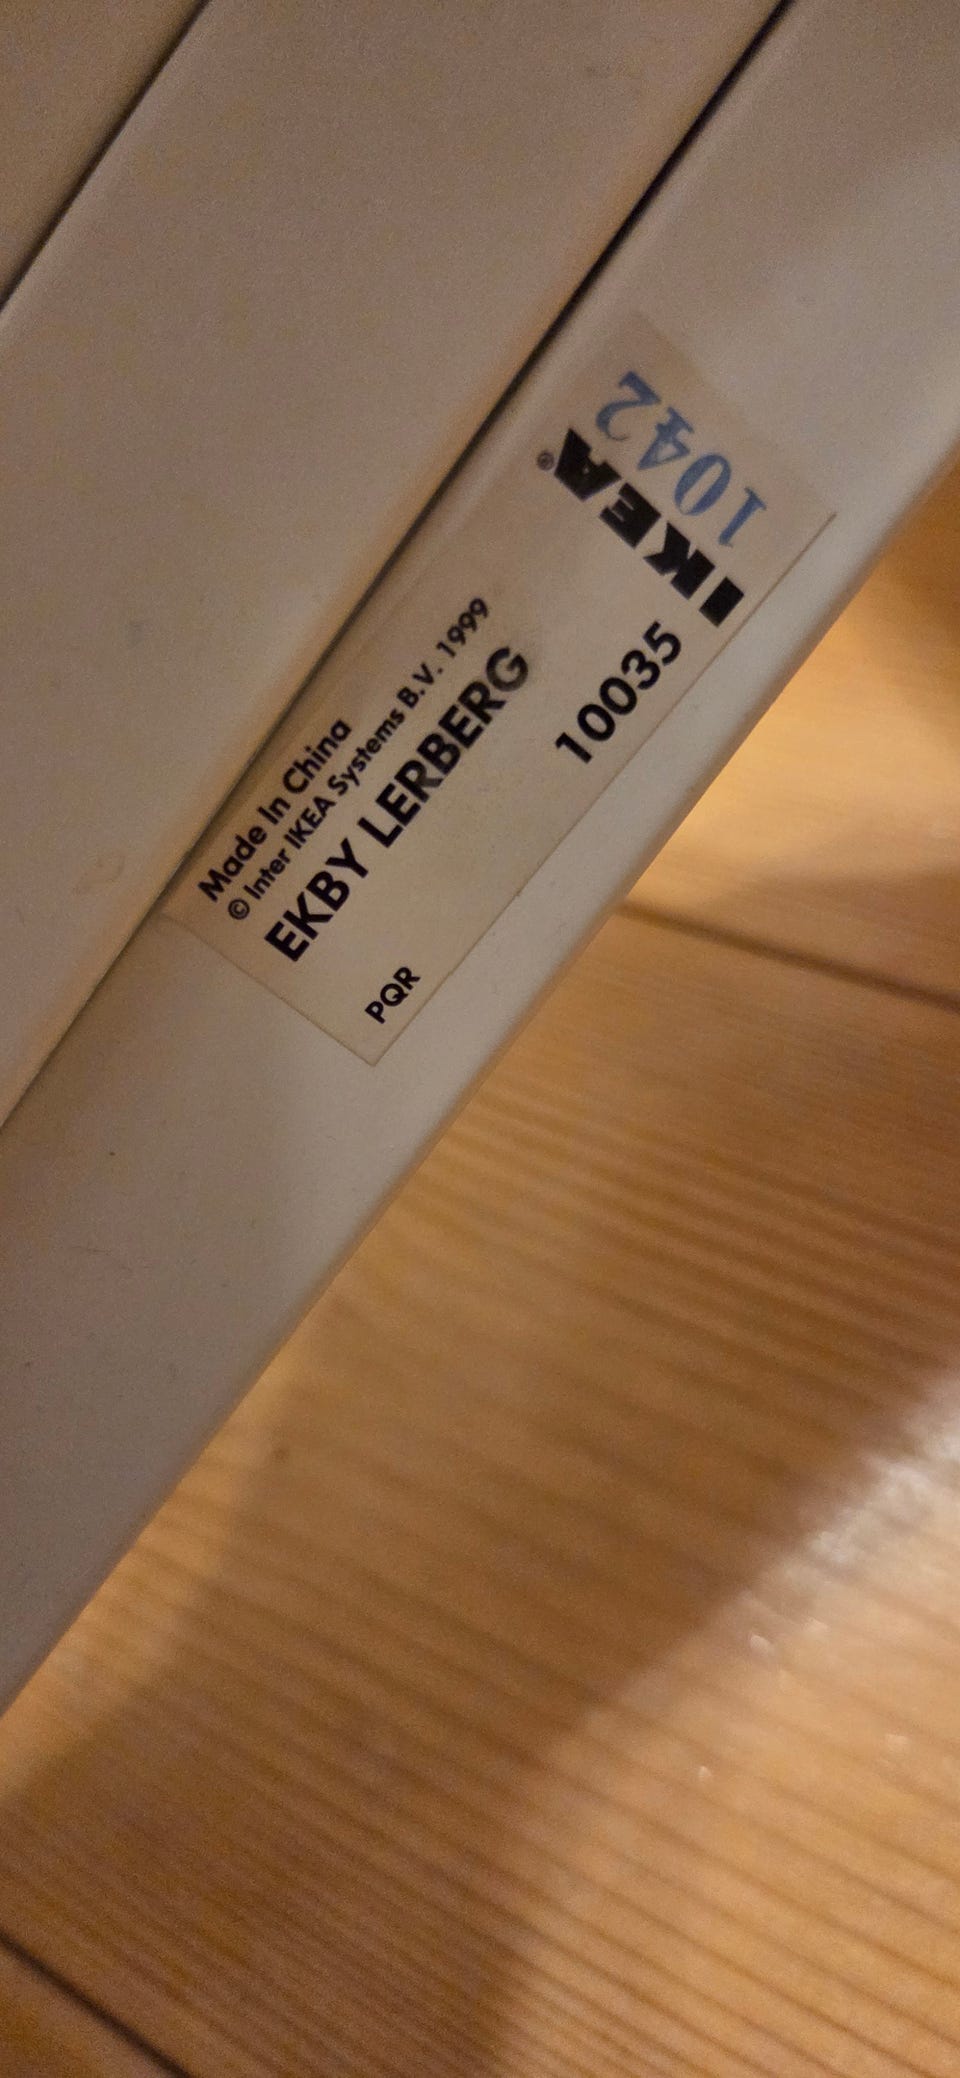 Made In China
© Inter IKEA Systems B.V. 1999
EKBY LERBERG
PQR
10035
IKEA®
1042